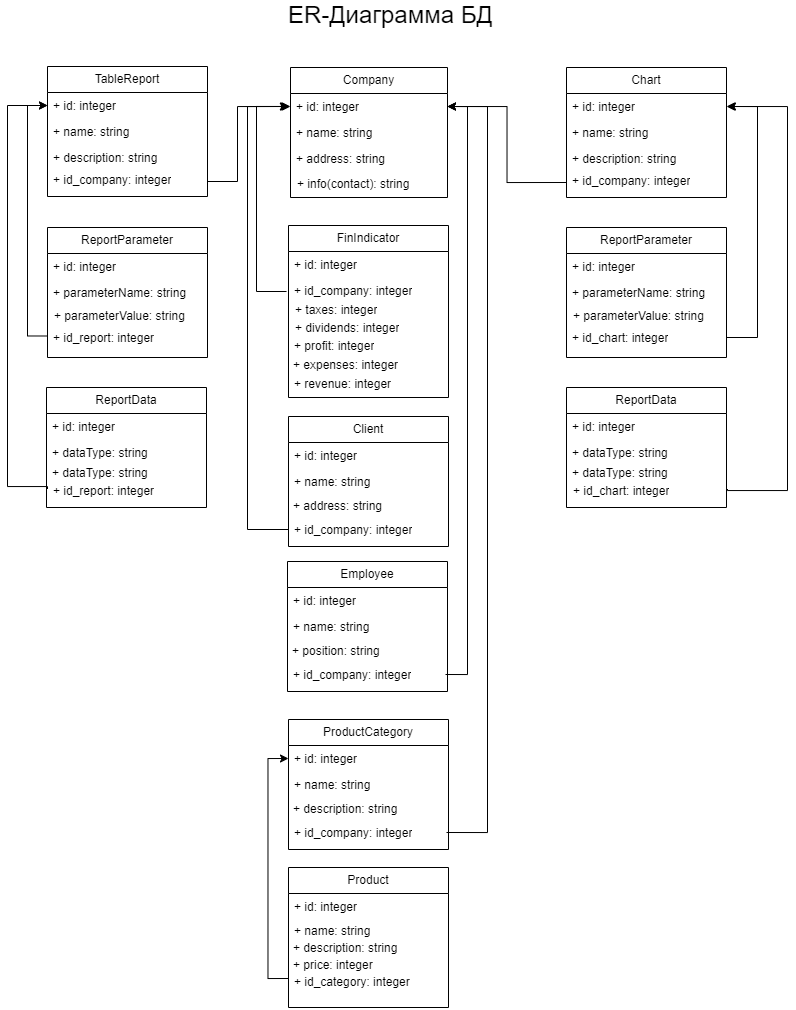 ER-Диаграмма БД
TableReport
+ id: integer
+ name: string
+ description: string
+ id_company: integer
ReportParameter
+ id: integer
+ parameterName: string
+ parameterValue: string
+ id_report: integer
ReportData
+ id: integer
+ dataType: string
+ dataType: string
+ id_report: integer
Company
+ id: integer
+ name: string
+ address: string
+ info(contact): string
FinIndicator
+ id: integer
+ id_company: integer
+ taxes: integer
+ dividends: integer
+ profit: integer
+ expenses: integer
+ revenue: integer
Client
+ id: integer
+ name: string
+ address: string
+ id_company: integer
Employee
+ id: integer
+ name: string
+ position: string
+ id_company: integer
ProductCategory
+ id: integer
+ name: string
+ description: string
+ id_company: integer
Product
+ id: integer
+ name: string
+ description: string
+ price: integer
+ id_category: integer
Chart
+ id: integer
+ name: string
+ description: string
+ id_company: integer
ReportParameter
+ id: integer
+ parameterName: string
+ parameterValue: string
+ id_chart: integer
ReportData
+ id: integer
+ dataType: string
+ dataType: string
+ id_chart: integer